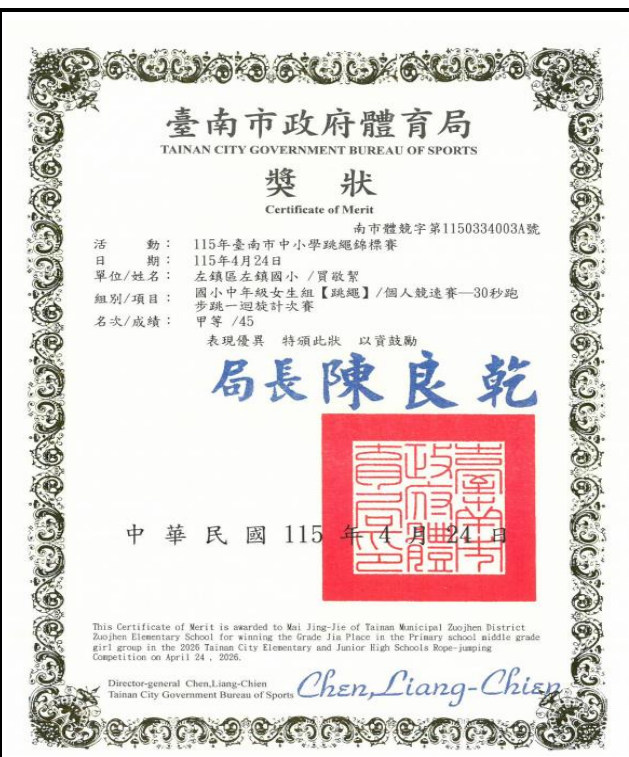 臺南市政府體育局
TAINAN CITY GOVERNMENT BUREAU OF SPORTS
獎 狀
Certificate of Merit
南市體競字第1150334003A號
活 動： 115年臺南市中小學跳繩錦標賽
日 期： 115年4月24日
單位/姓名： 左鎮區左鎮國小 /買敬絜
組別/項目： 國小中年級女生組【跳繩】/個人競速賽—30秒跑
步跳一迴旋計次賽
名次/成績： 甲等 /45
表現優異 特頒此狀 以資鼓勵
局長陳良乾
臺南市政府體育局印
中 華 民 國 115 年 4 月 24 日
This Certificate of Merit is awarded to Mai Jing-Jie of Tainan Municipal Zuojhen District
Zuojhen Elementary School for winning the Grade Jia Place in the Primary school middle grade
girl group in the 2026 Tainan City Elementary and Junior High Schools Rope-jumping
Competition on April 24 , 2026.
Director-general Chen,Liang-Chien
Tainan City Government Bureau of Sports
Chen,Liang-Chien